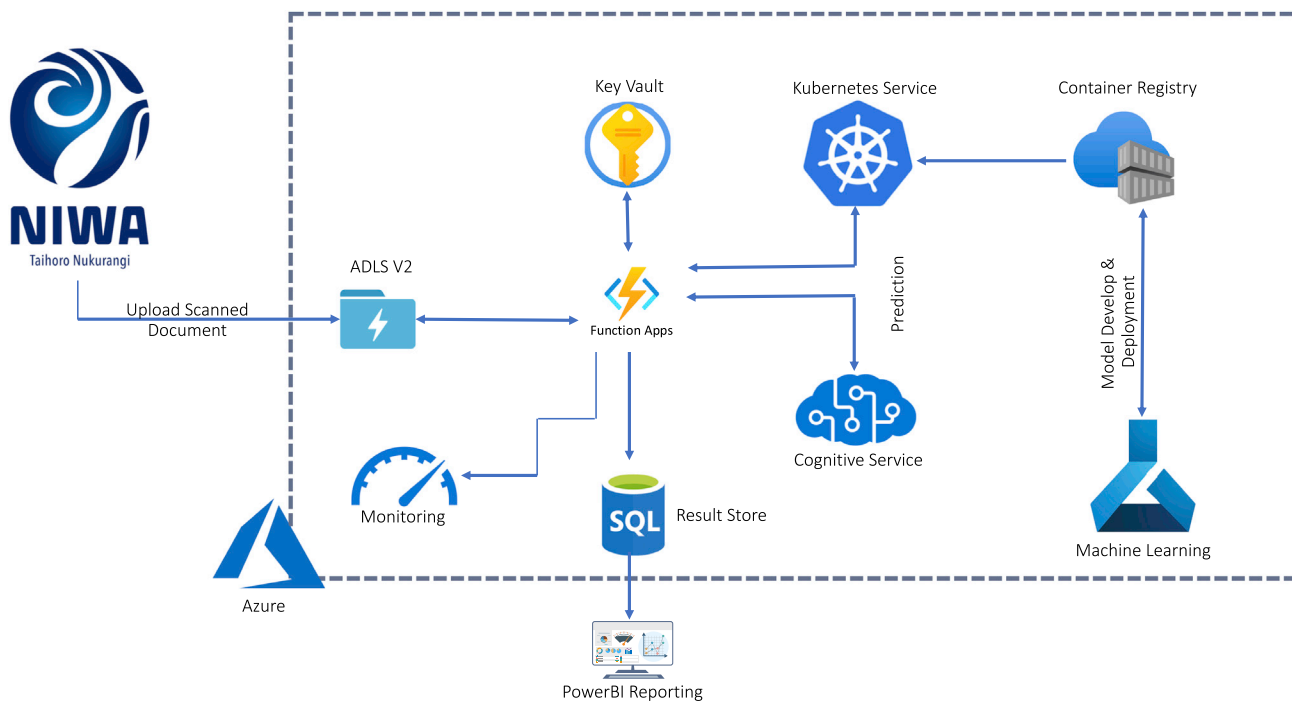 NIWA
Taihoro Nukurangi
Upload Scanned
Document
ADLS V2
Key Vault
Function Apps
Kubernetes Service
Container Registry
Prediction
Cognitive Service
Model Develop &
Deployment
Machine Learning
Monitoring
SQL
Result Store
Azure
PowerBI Reporting